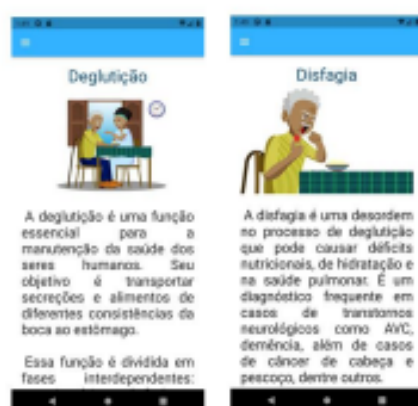 Deglutição
A deglutição é uma função
essencial para a
manutenção da saúde dos
seres humanos. Seu
objetivo é transportar
secreções e alimentos de
diferentes consistências da
boca ao estômago.
Essa função é dividida em
fases interdependentes:
Disfagia
A disfagia é uma desordem
no processo de deglutição
que pode causar déficits
nutricionais, de hidratação e
na saúde pulmonar. É um
diagnóstico frequente em
casos de transtornos
neurológicos como AVC,
demência, além de casos
de câncer de cabeça e
pescoço, dentre outros.